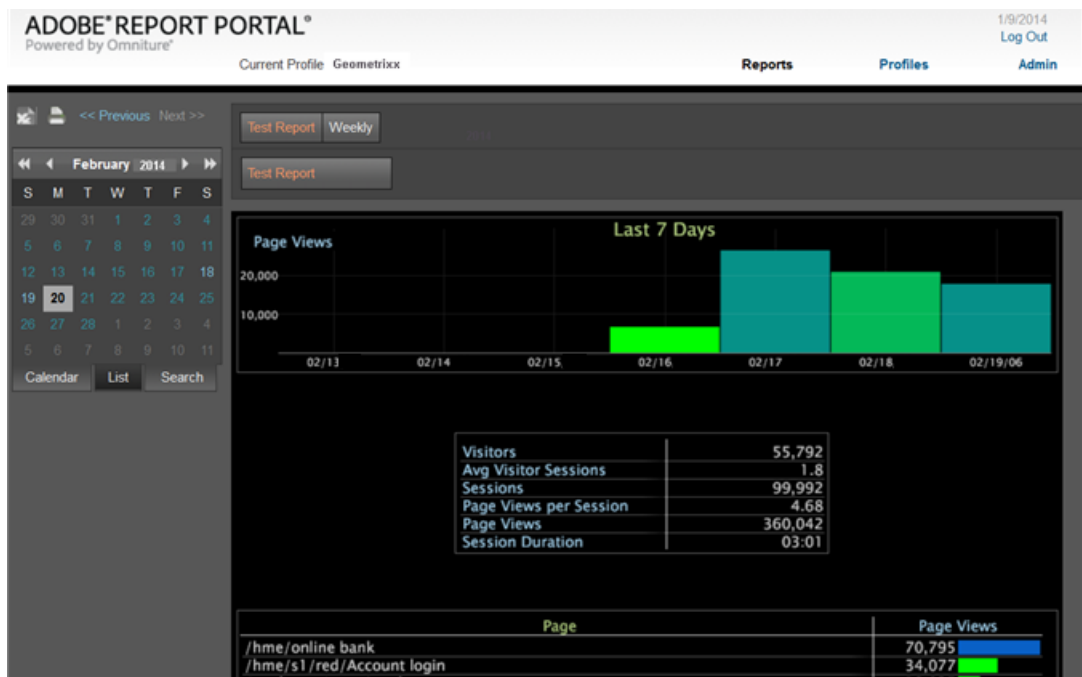 ADOBE® REPORT PORTAL®
Powered by Omniture®
1/9/2014
Log Out
Current Profile Geometrixx
Reports Profiles Admin
<< Previous Next >>
Test Report Weekly
February 2014
Test Report
S M T W T F S
29 30 31 1 2 3 4
5 6 7 8 9 10 11
12 13 14 15 16 17 18
19 20 21 22 23 24 25
26 27 28 1 2 3 4
5 6 7 8 9 10 11
Calendar List Search
Last 7 Days
Page Views
20,000
10,000
02/13 02/14 02/15 02/16 02/17 02/18 02/19/06
Visitors 55,792
Avg Visitor Sessions 1.8
Sessions 99,992
Page Views per Session 4.68
Page Views 360,042
Session Duration 03:01
Page Page Views
/hme/online bank 70,795
/hme/s1/red/Account login 34,077